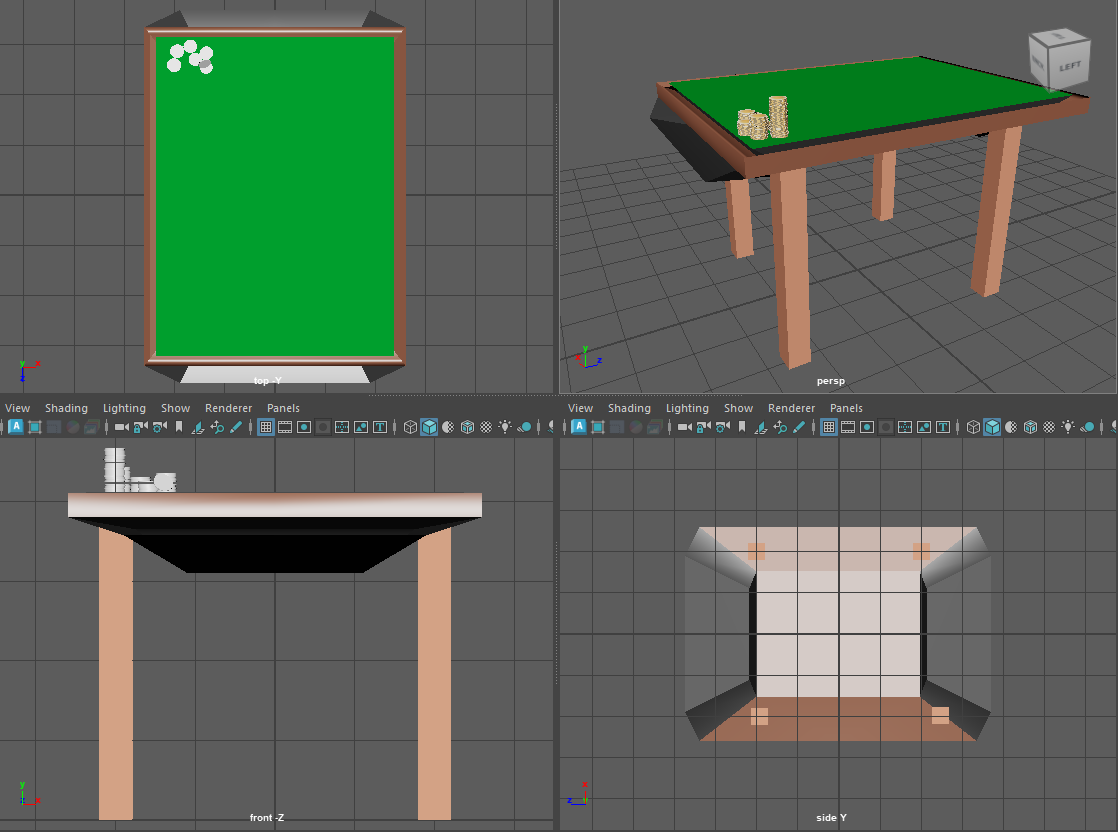 LEFT
y
x
z
top -Y
y
x
z
persp
View Shading Lighting Show Renderer Panels
View Shading Lighting Show Renderer Panels
A
T
A
T
y
x
front -Z
x
z
y
side Y